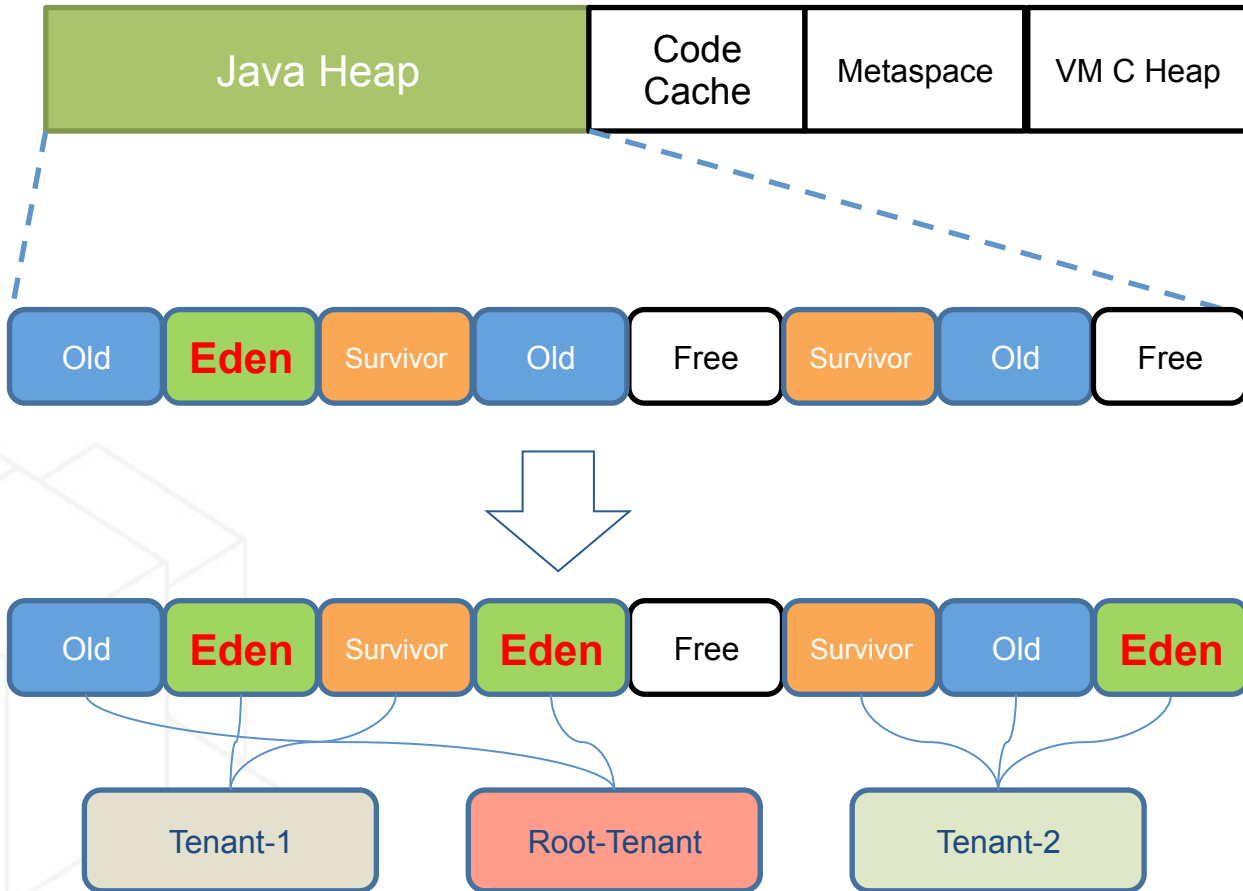 Java Heap
Code
Cache
Metaspace
VM C Heap
Old
Eden
Survivor
Old
Free
Survivor
Old
Free
Old
Eden
Survivor
Eden
Free
Survivor
Old
Eden
Tenant-1
Root-Tenant
Tenant-2